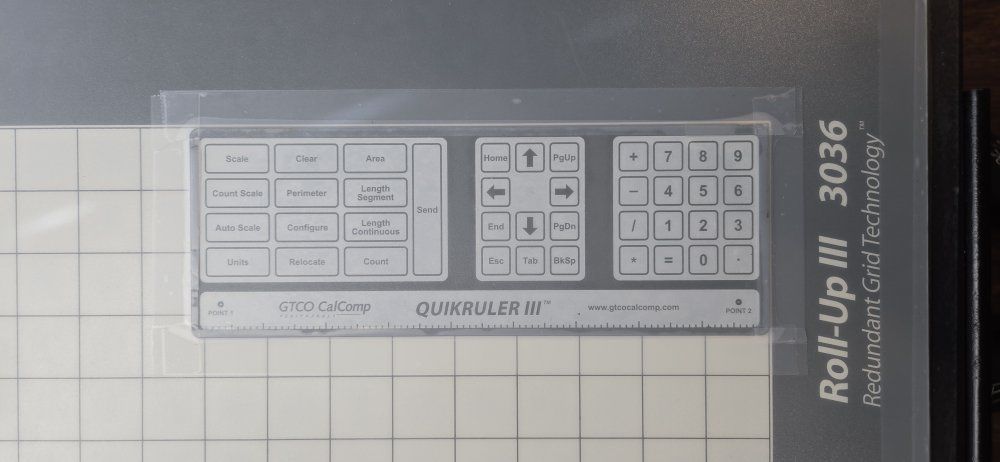 Scale Clear Area
Count Scale Perimeter Length Segment
Auto Scale Configure Length Continuous
Units Relocate Count
Send
Home PgUp
End PgDn
Esc Tab BkSp
+ 7 8 9
− 4 5 6
/ 1 2 3
* = 0 .
POINT 1 GTCO CalComp QUIKRULER III™ www.gtcocalcomp.com POINT 2
Roll-Up III 3036
Redundant Grid Technology™